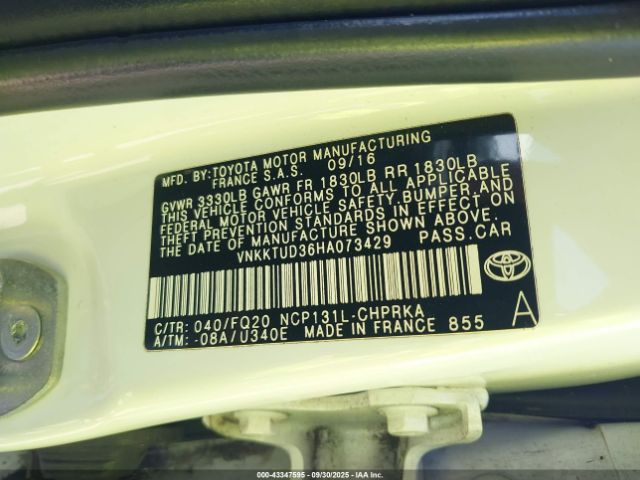 MFD. BY:TOYOTA MOTOR MANUFACTURING
FRANCE S.A.S. 09/16
GVWR 3330LB GAWR FR 1830LB RR 1830LB
THIS VEHICLE CONFORMS TO ALL APPLICABLE
FEDERAL MOTOR VEHICLE SAFETY,BUMPER,AND
THEFT PREVENTION STANDARDS IN EFFECT ON
THE DATE OF MANUFACTURE SHOWN ABOVE.
VNKKTUD36HA073429 PASS.CAR
C/TR: 040/FQ20 NCP131L-CHPRKA
A/TM: -08A/U340E MADE IN FRANCE 855
A
000-43347595 - 09/30/2025 - IAA Inc.